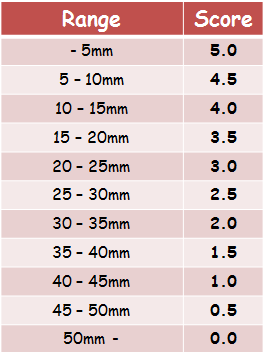 Range Score
- 5mm 5.0
5 – 10mm 4.5
10 – 15mm 4.0
15 – 20mm 3.5
20 – 25mm 3.0
25 – 30mm 2.5
30 – 35mm 2.0
35 – 40mm 1.5
40 – 45mm 1.0
45 – 50mm 0.5
50mm - 0.0